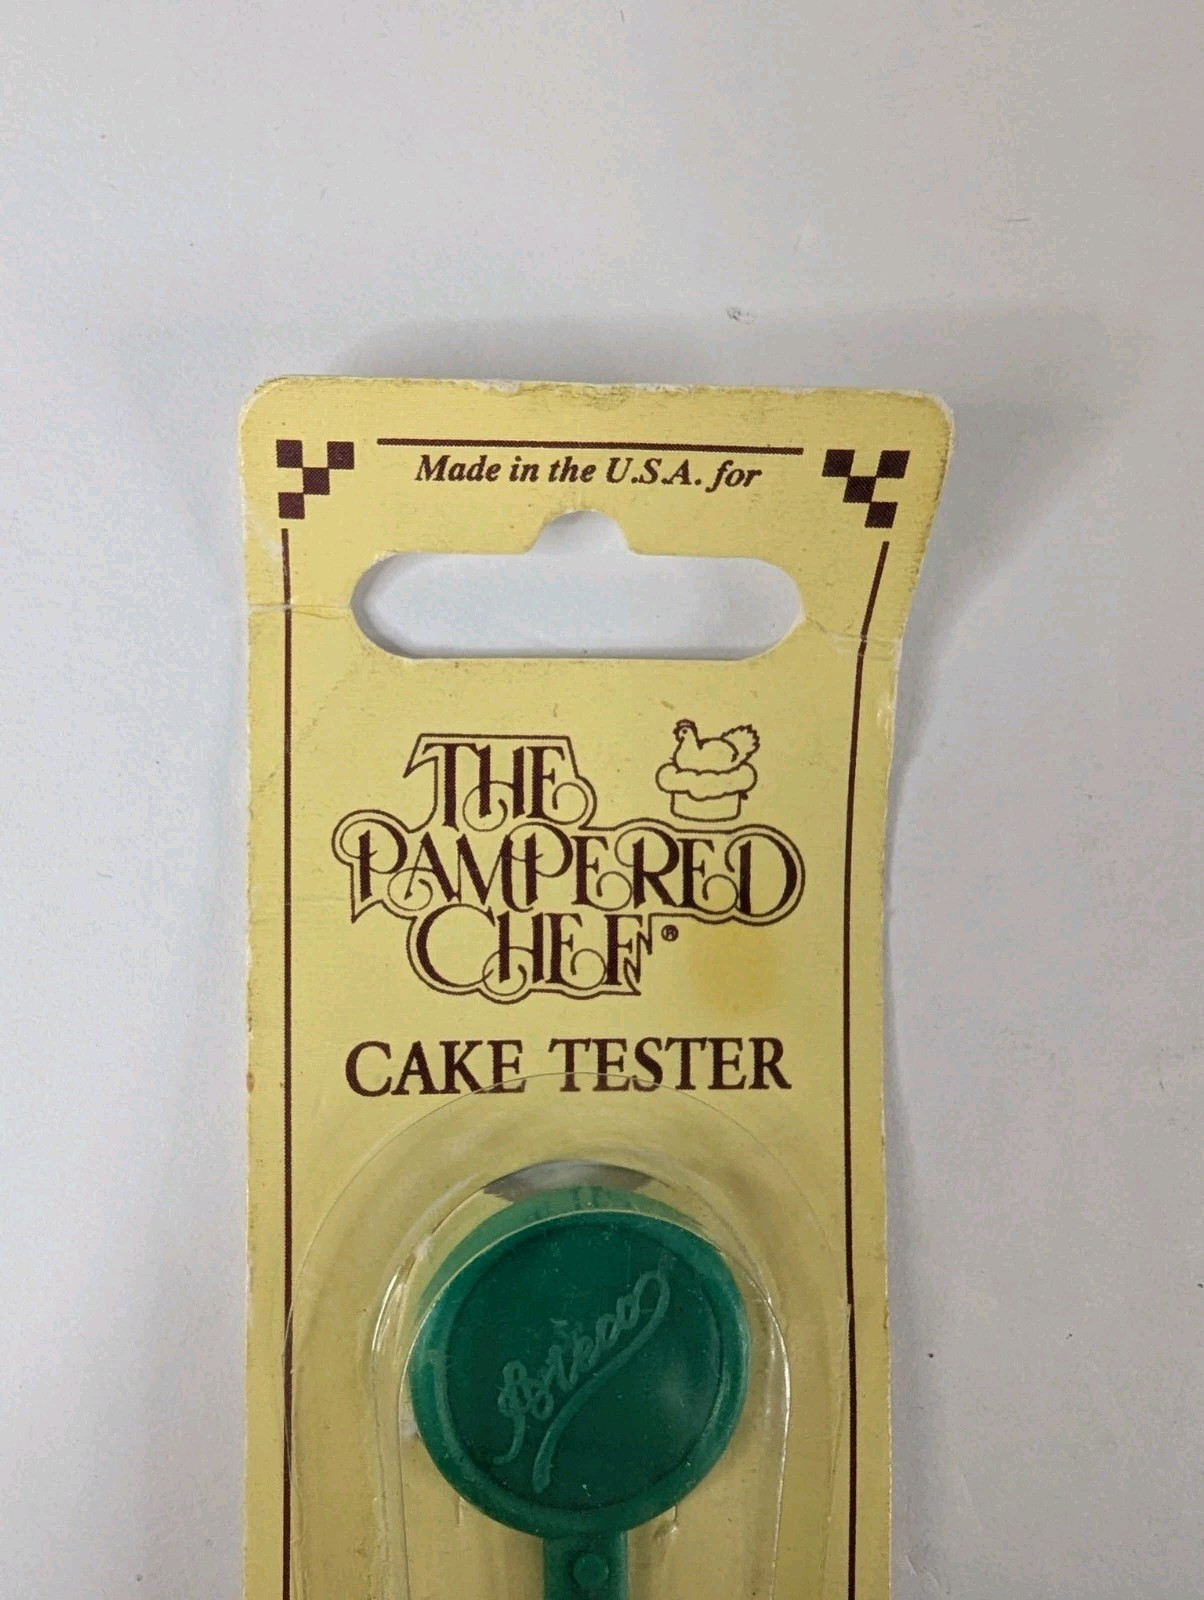 Made in the U.S.A. for
THE
PAMPERED
CHEF®
CAKE TESTER